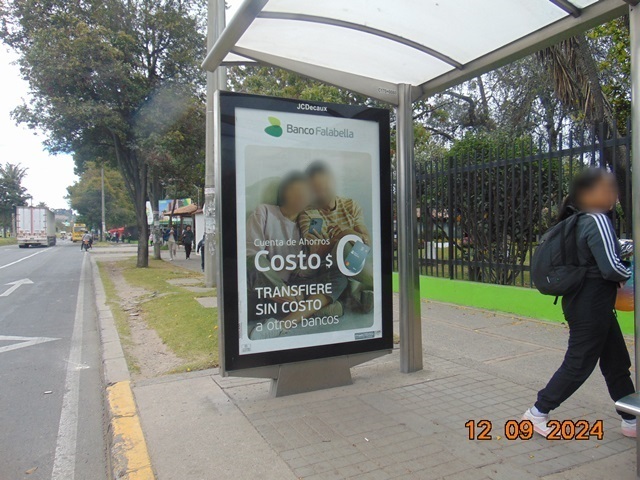 JCDecaux
Banco Falabella
Cuenta de Ahorros
Costo $0
TRANSFIERE
SIN COSTO
a otros bancos
12 09 2024